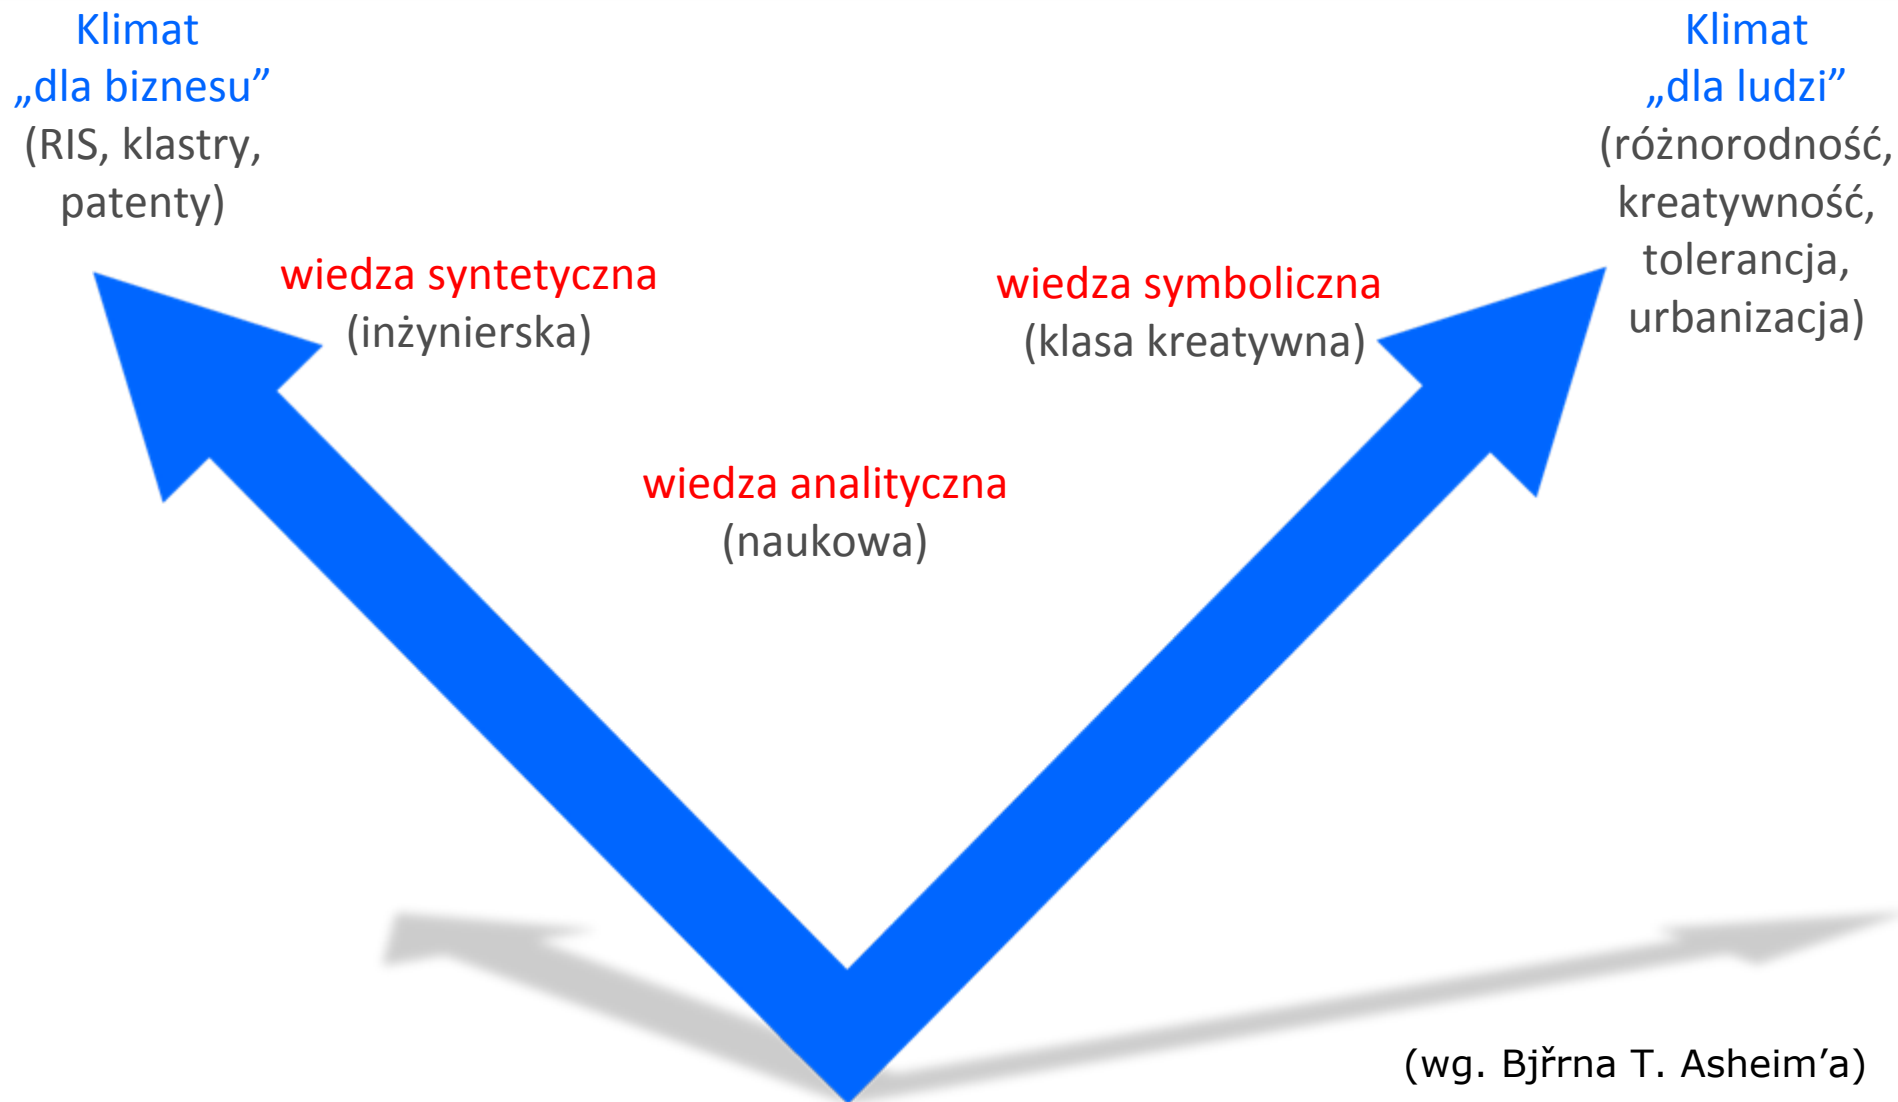 Klimat
„dla biznesu”
(RIS, klastry,
patenty)
Klimat
„dla ludzi”
(różnorodność,
kreatywność,
tolerancja,
urbanizacja)
wiedza syntetyczna
(inżynierska)
wiedza symboliczna
(klasa kreatywna)
wiedza analityczna
(naukowa)
(wg. Bjřrna T. Asheim’a)